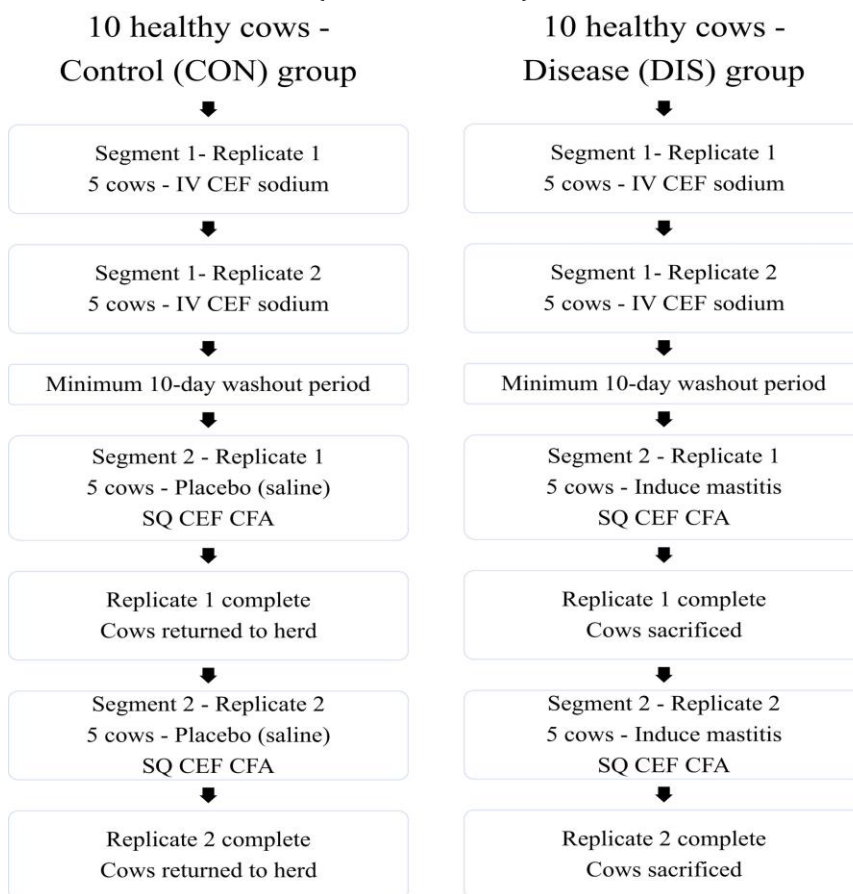 10 healthy cows -
Control (CON) group
Segment 1- Replicate 1
5 cows - IV CEF sodium
Segment 1- Replicate 2
5 cows - IV CEF sodium
Minimum 10-day washout period
Segment 2 - Replicate 1
5 cows - Placebo (saline)
SQ CEF CFA
Replicate 1 complete
Cows returned to herd
Segment 2 - Replicate 2
5 cows - Placebo (saline)
SQ CEF CFA
Replicate 2 complete
Cows returned to herd
10 healthy cows -
Disease (DIS) group
Segment 1- Replicate 1
5 cows - IV CEF sodium
Segment 1- Replicate 2
5 cows - IV CEF sodium
Minimum 10-day washout period
Segment 2 - Replicate 1
5 cows - Induce mastitis
SQ CEF CFA
Replicate 1 complete
Cows sacrificed
Segment 2 - Replicate 2
5 cows - Induce mastitis
SQ CEF CFA
Replicate 2 complete
Cows sacrificed